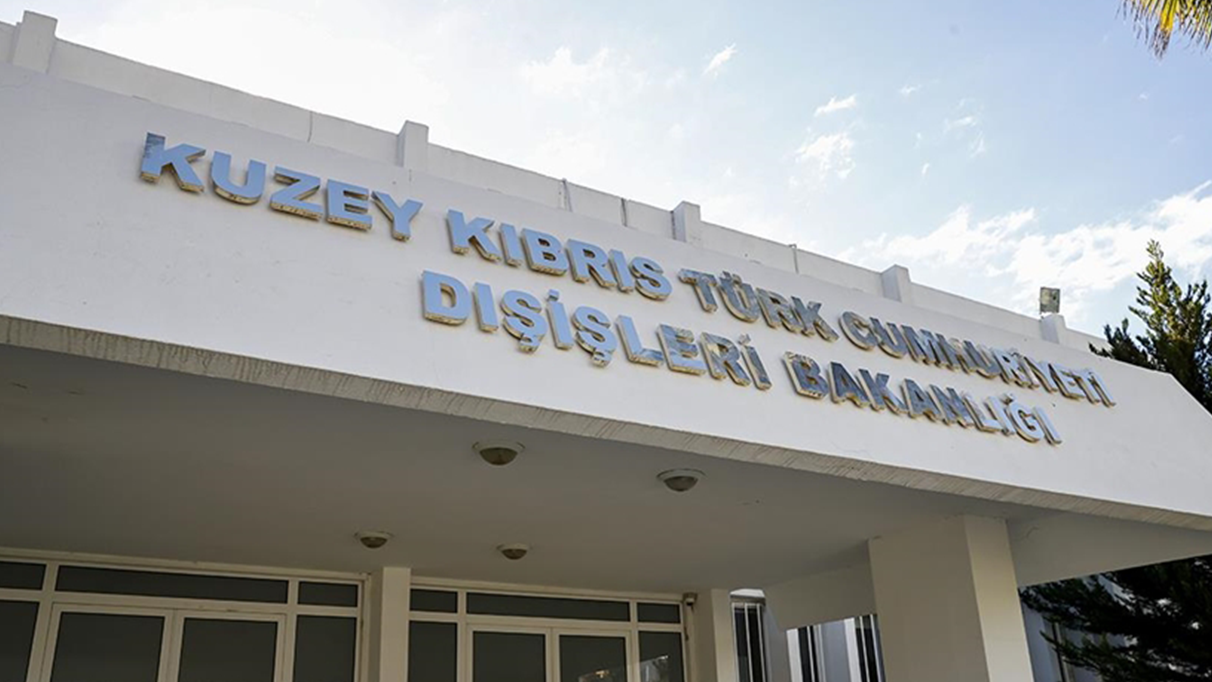 KUZEY KIBRIS TÜRK CUMHURİYETİ
DIŞİŞLERİ BAKANLIĞI